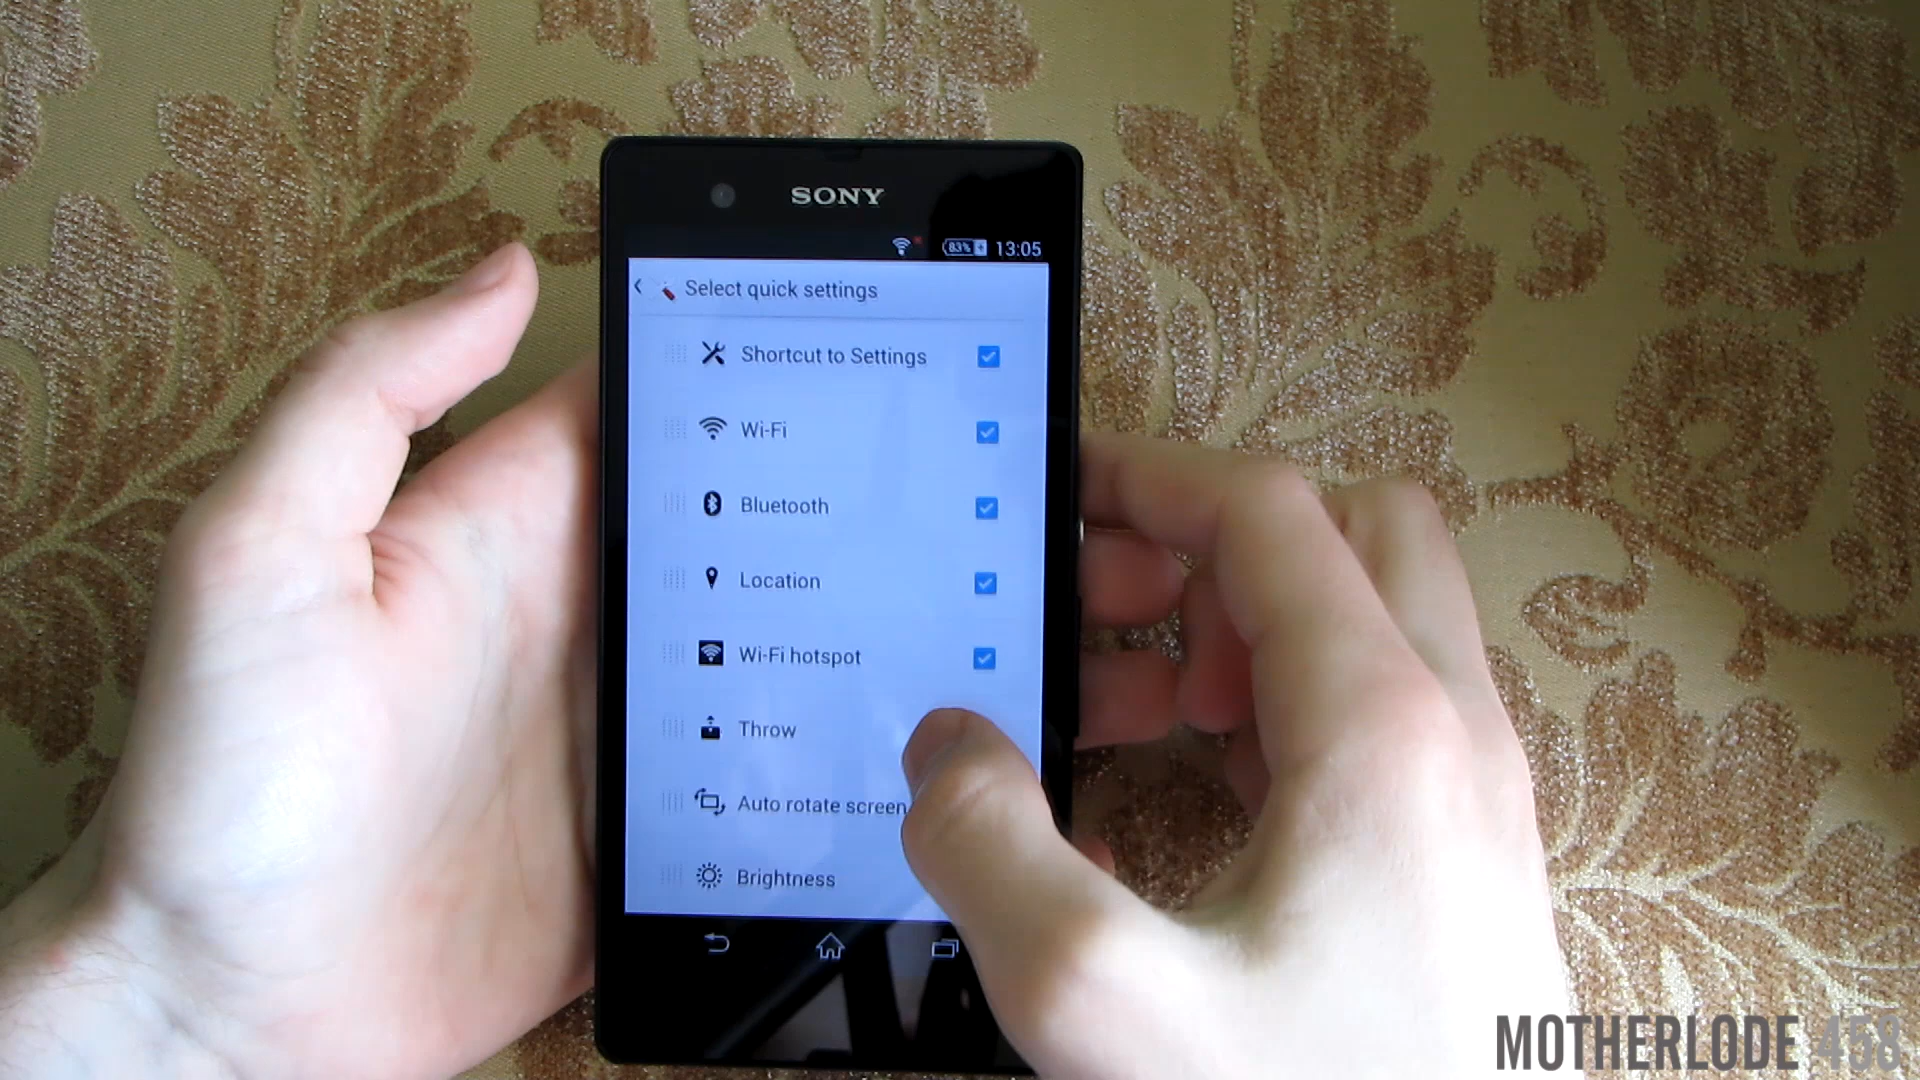 SONY
83% 13:05
Select quick settings
Shortcut to Settings
Wi-Fi
Bluetooth
Location
Wi-Fi hotspot
Throw
Auto rotate screen
Brightness
MOTHERLODE 458